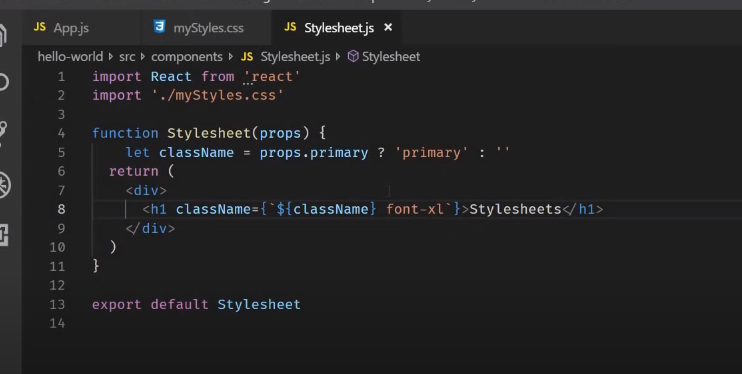 JS App.js myStyles.css JS Stylesheet.js ×
hello-world src components JS Stylesheet.js Stylesheet
1 import React from 'react'
2 import './myStyles.css'
3
4 function Stylesheet(props) {
5     let className = props.primary ? 'primary' : ''
6   return (
7     <div>
8       <h1 className={`${className} font-xl`}>Stylesheets</h1>
9     </div>
10   )
11 }
12
13 export default Stylesheet
14